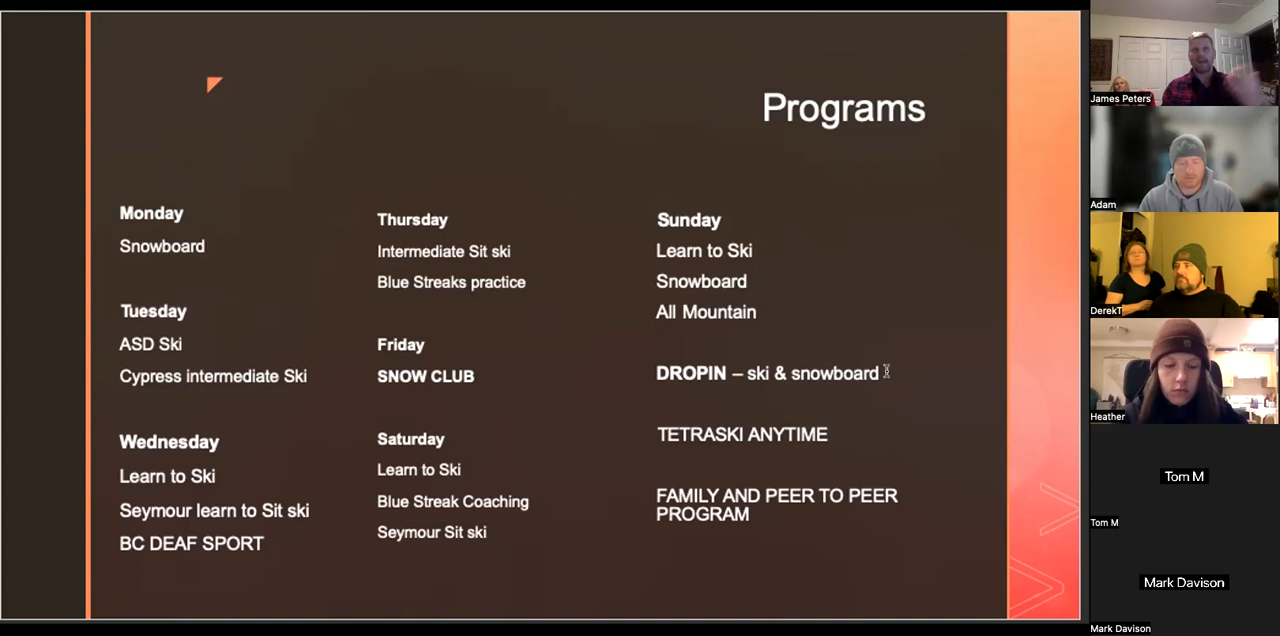 Programs
Monday
Snowboard
Tuesday
ASD Ski
Cypress intermediate Ski
Wednesday
Learn to Ski
Seymour learn to Sit ski
BC DEAF SPORT
Thursday
Intermediate Sit ski
Blue Streaks practice
Friday
SNOW CLUB
Saturday
Learn to Ski
Blue Streak Coaching
Seymour Sit ski
Sunday
Learn to Ski
Snowboard
All Mountain
DROPIN – ski & snowboard
TETRASKI ANYTIME
FAMILY AND PEER TO PEER
PROGRAM
James Peters
Adam
DerekT
Heather
Tom M
Tom M
Mark Davison
Mark Davison